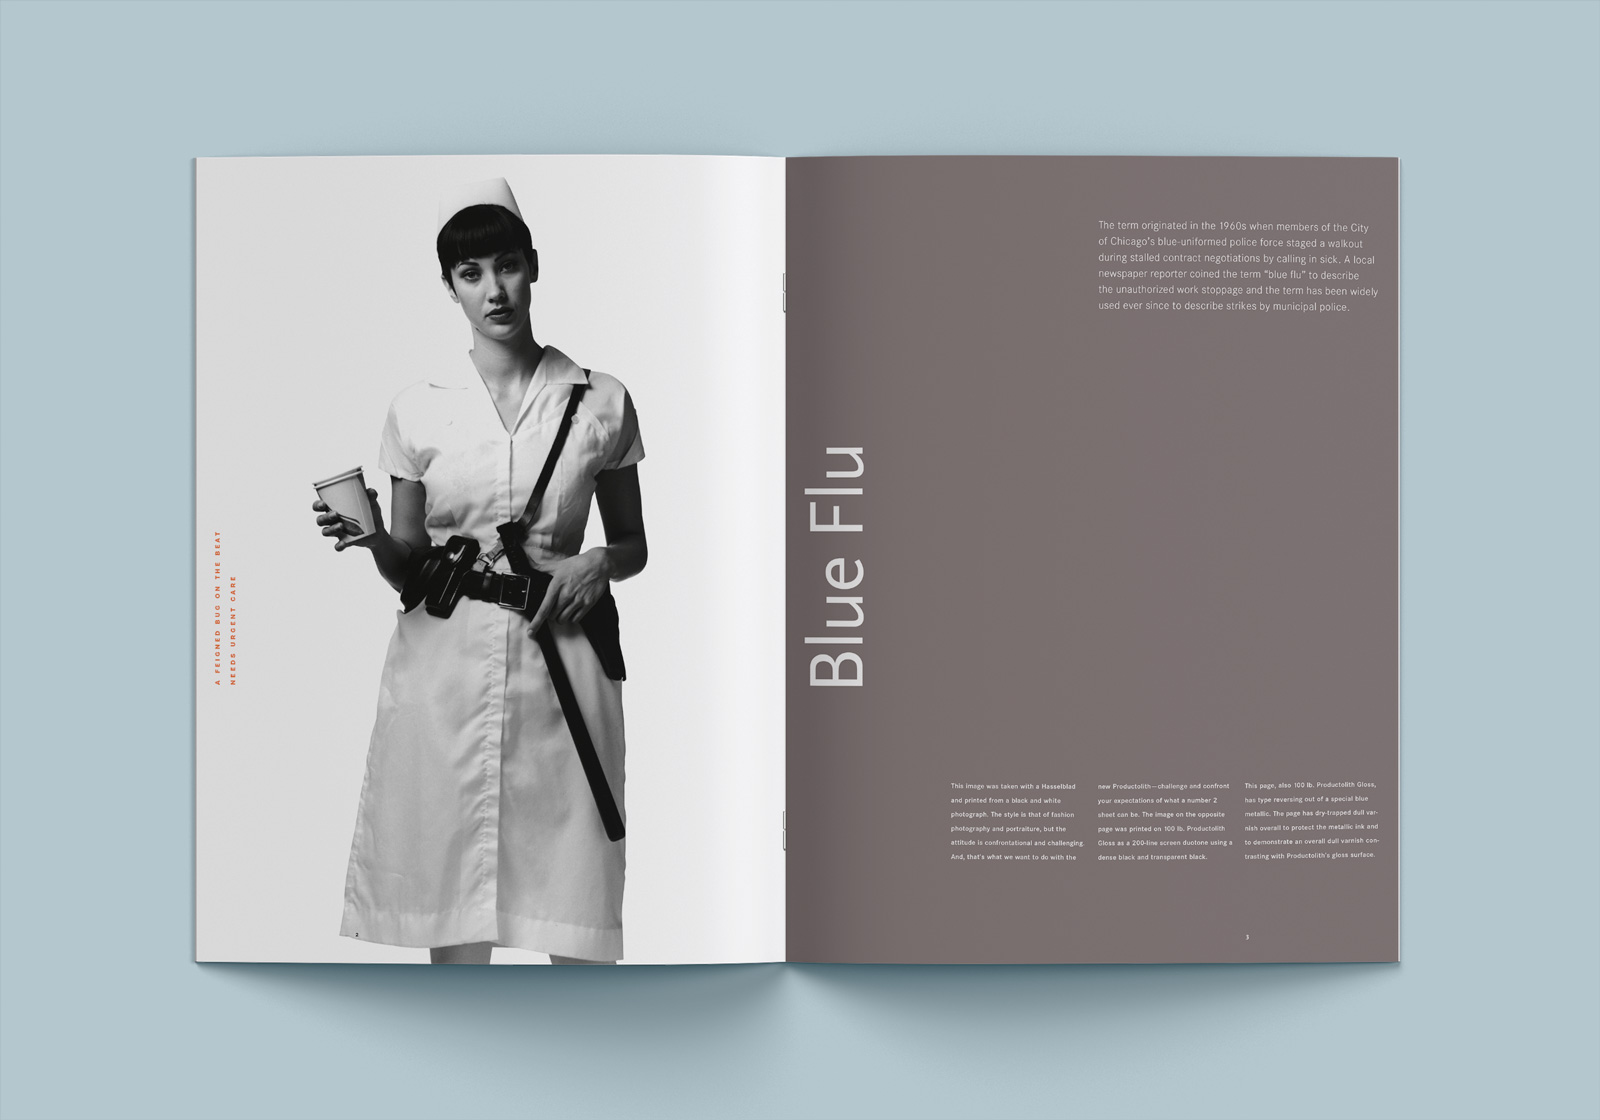 A FEIGNED BUG ON THE BEAT
NEEDS URGENT CARE
2
Blue Flu
The term originated in the 1960s when members of the City
of Chicago's blue-uniformed police force staged a walkout
during stalled contract negotiations by calling in sick. A local
newspaper reporter coined the term "blue flu" to describe
the unauthorized work stoppage and the term has been widely
used ever since to describe strikes by municipal police.
This image was taken with a Hasselblad
and printed from a black and white
photograph. The style is that of fashion
photography and portraiture, but the
attitude is confrontational and challenging.
And, that's what we want to do with the
new Productolith—challenge and confront
your expectations of what a number 2
sheet can be. The image on the opposite
page was printed on 100 lb. Productolith
Gloss as a 200-line screen duotone using a
dense black and transparent black.
This page, also 100 lb. Productolith Gloss,
has type reversing out of a special blue
metallic. The page has dry-trapped dull var-
nish overall to protect the metallic ink and
to demonstrate an overall dull varnish con-
trasting with Productolith's gloss surface.
3